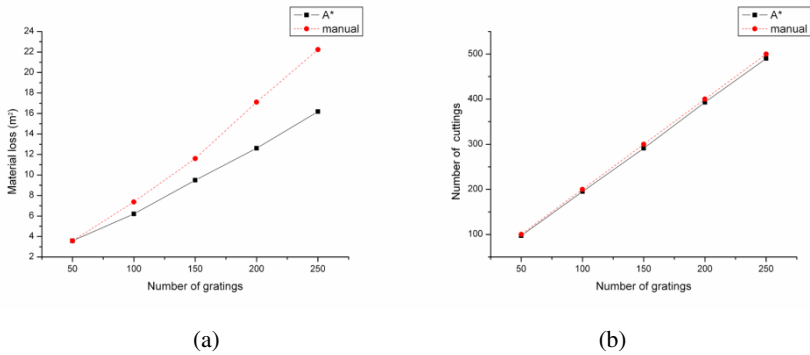 A*
manual
24
22
20
18
16
14
12
10
8
6
4
2
Material loss (m²)
50 100 150 200 250
Number of gratings
(a)
A*
manual
500
400
300
200
100
Number of cuttings
50 100 150 200 250
Number of gratings
(b)